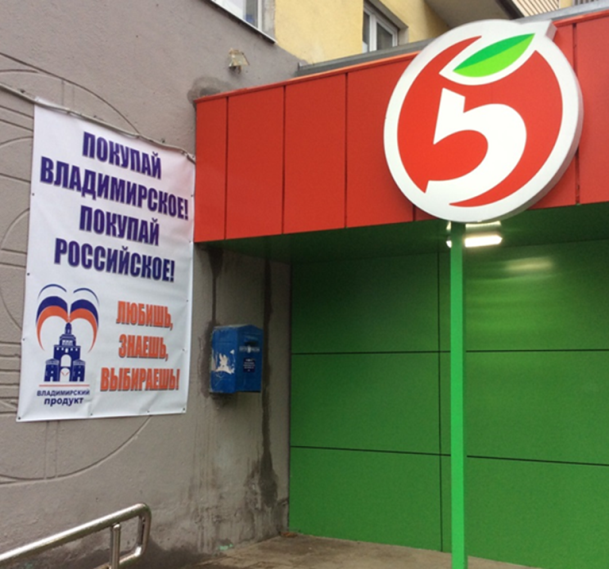 ПОКУПАЙ
ВЛАДИМИРСКОЕ!
ПОКУПАЙ
РОССИЙСКОЕ!
ЛЮБИШЬ,
ЗНАЕШЬ,
ВЫБИРАЕШЬ!
ВЛАДИМИРСКИЙ
продукт
5